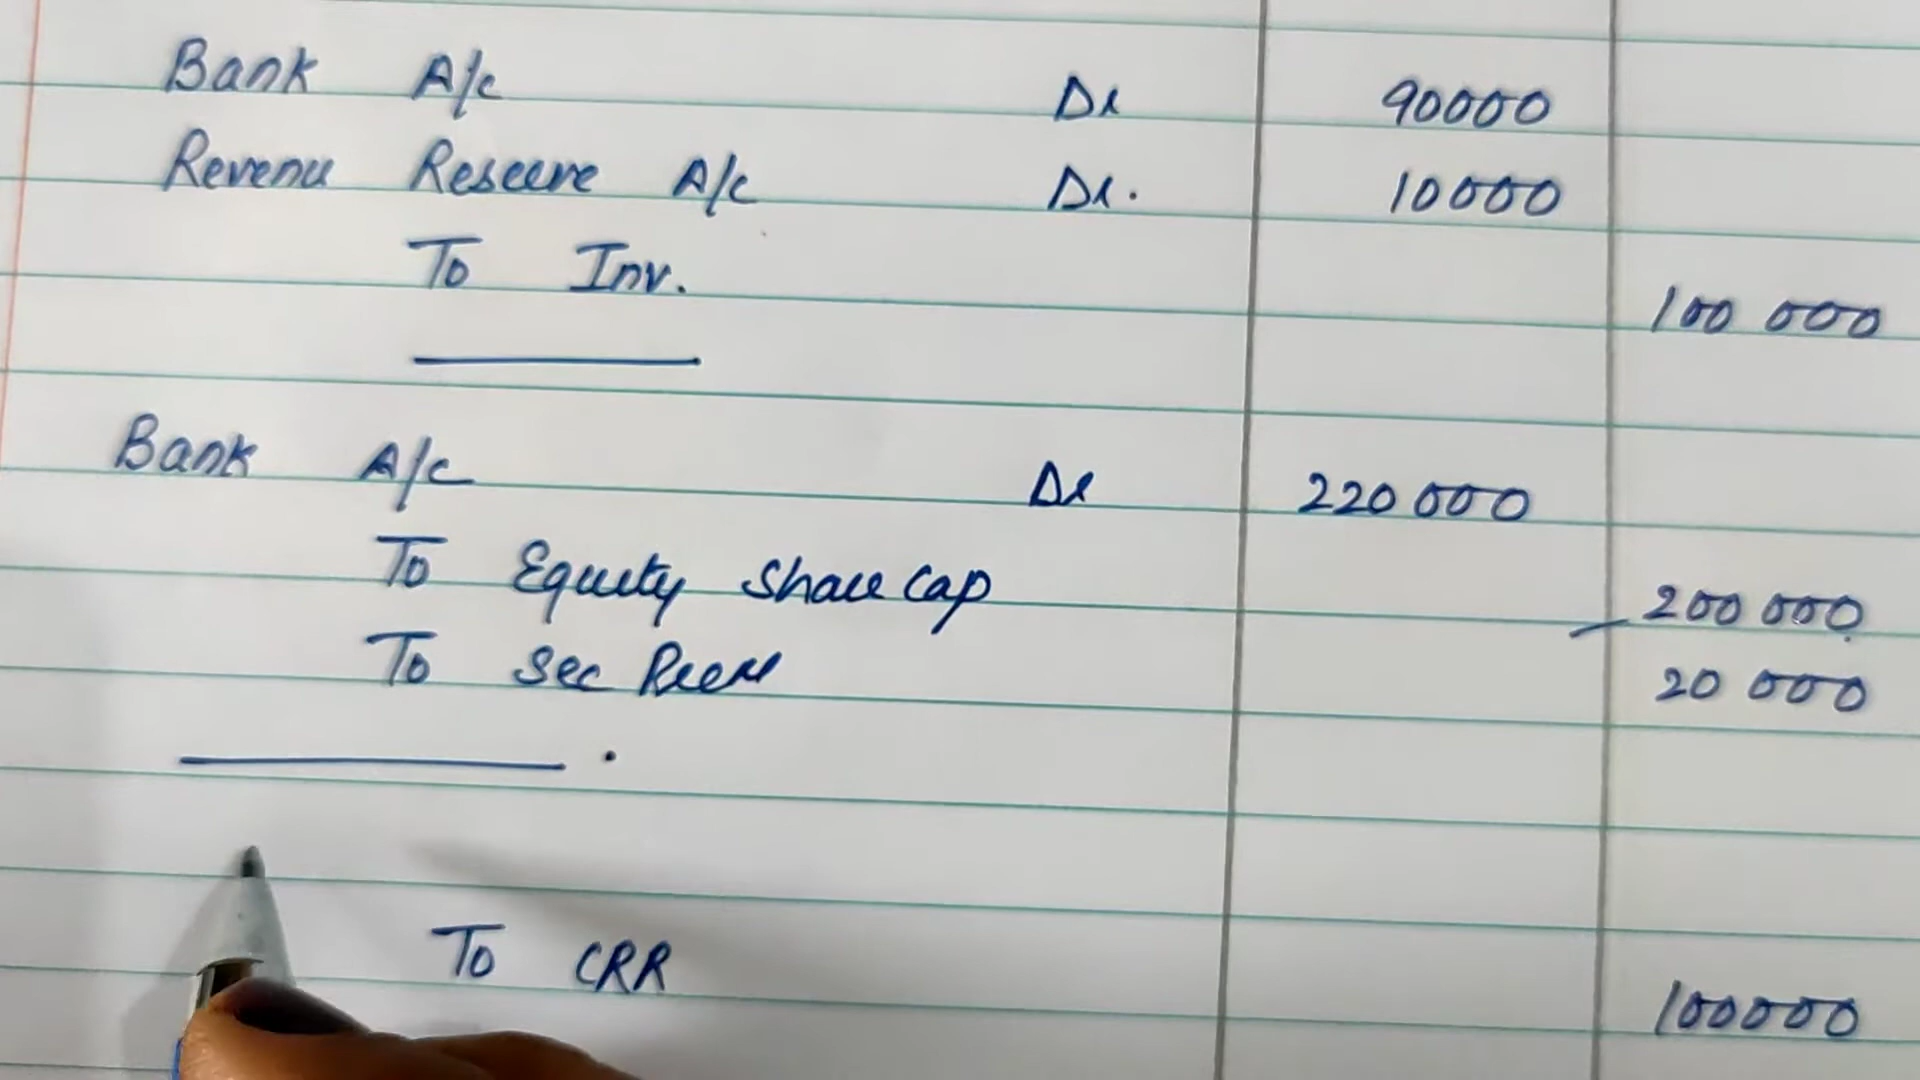 Bank A/c Dr 90000
Revenu Reserve A/c Dr. 10000
To Inv. 100 000
Bank A/c Dr 220 000
To Equity Share Cap 200 000
To Sec Prem 20 000
To CRR 100000